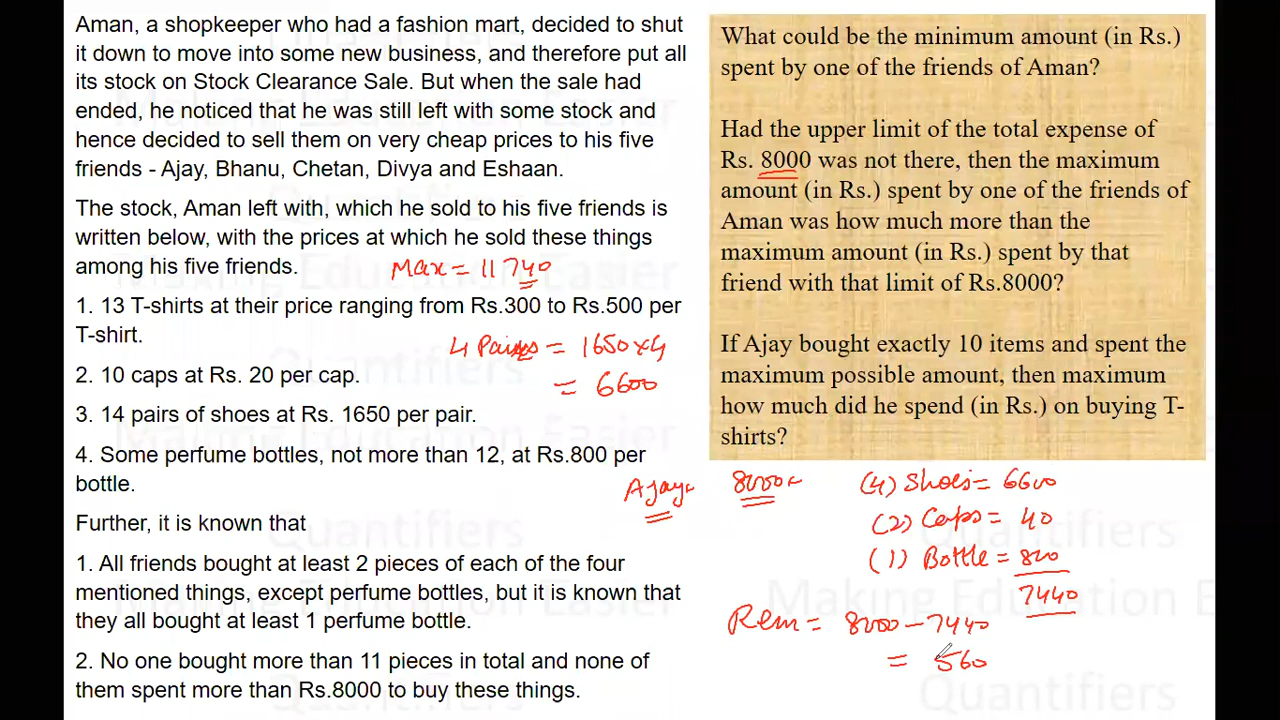 Aman, a shopkeeper who had a fashion mart, decided to shut
it down to move into some new business, and therefore put all
its stock on Stock Clearance Sale. But when the sale had
ended, he noticed that he was still left with some stock and
hence decided to sell them on very cheap prices to his five
friends - Ajay, Bhanu, Chetan, Divya and Eshaan.
The stock, Aman left with, which he sold to his five friends is
written below, with the prices at which he sold these things
among his five friends.
Max = 11740
1. 13 T-shirts at their price ranging from Rs.300 to Rs.500 per
T-shirt.
4 Pairs = 1650 x 4
= 6600
2. 10 caps at Rs. 20 per cap.
3. 14 pairs of shoes at Rs. 1650 per pair.
4. Some perfume bottles, not more than 12, at Rs.800 per
bottle.
Further, it is known that
1. All friends bought at least 2 pieces of each of the four
mentioned things, except perfume bottles, but it is known that
they all bought at least 1 perfume bottle.
2. No one bought more than 11 pieces in total and none of
them spent more than Rs.8000 to buy these things.
What could be the minimum amount (in Rs.)
spent by one of the friends of Aman?
Had the upper limit of the total expense of
Rs. 8000 was not there, then the maximum
amount (in Rs.) spent by one of the friends of
Aman was how much more than the
maximum amount (in Rs.) spent by that
friend with that limit of Rs.8000?
If Ajay bought exactly 10 items and spent the
maximum possible amount, then maximum
how much did he spend (in Rs.) on buying T-
shirts?
Ajay 8000
(4) Shoes = 6600
(2) Caps = 40
(1) Bottle = 800
7440
Rem = 8000 - 7440
= 560
Making Education Easier
Quantifiers